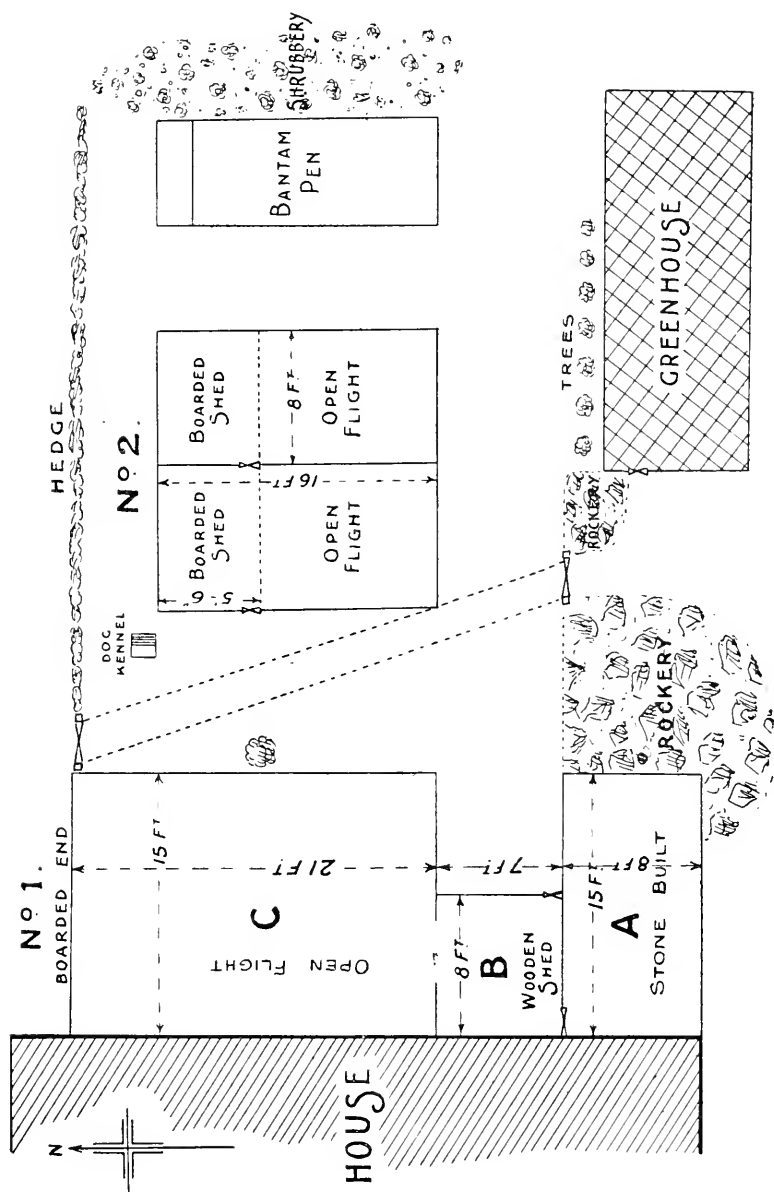 HEDGE
SHRUBBERY
Nº 2.
BANTAM
PEN
BOARDED
SHED
BOARDED
SHED
8 FT.
16 FT
5'. 6"
OPEN
FLIGHT
OPEN
FLIGHT
DOG
KENNEL
TREES
GREENHOUSE
ROCKERY
ROCKERY
Nº 1.
BOARDED END
15 FT
21 FT
C
OPEN FLIGHT
7 FT
8 FT
B
WOODEN
SHED
8 FT
15 FT
A
STONE BUILT
HOUSE
N